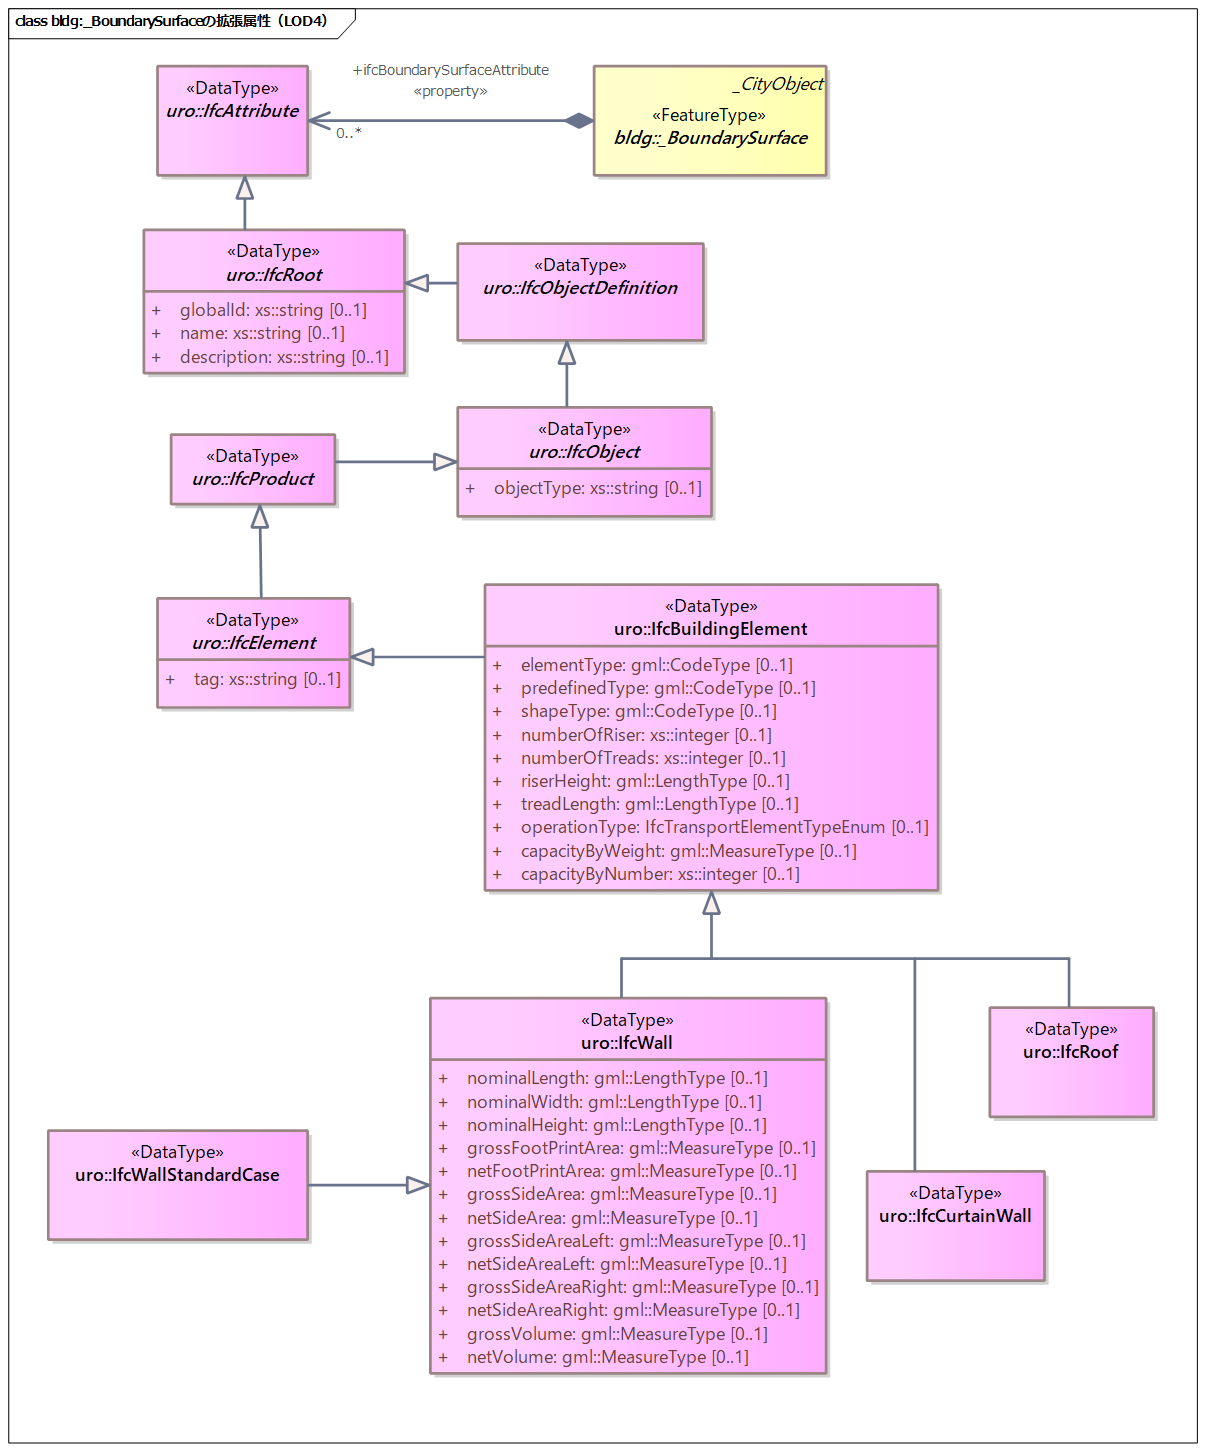 class bldg:_BoundarySurfaceの拡張属性（LOD4）
«DataType»
uro::IfcAttribute
+ifcBoundarySurfaceAttribute
«property»
0..*
_CityObject
«FeatureType»
bldg::_BoundarySurface
«DataType»
uro::IfcRoot
+ globalId: xs::string [0..1]
+ name: xs::string [0..1]
+ description: xs::string [0..1]
«DataType»
uro::IfcObjectDefinition
«DataType»
uro::IfcObject
+ objectType: xs::string [0..1]
«DataType»
uro::IfcProduct
«DataType»
uro::IfcElement
+ tag: xs::string [0..1]
«DataType»
uro::IfcBuildingElement
+ elementType: gml::CodeType [0..1]
+ predefinedType: gml::CodeType [0..1]
+ shapeType: gml::CodeType [0..1]
+ numberOfRiser: xs::integer [0..1]
+ numberOfTreads: xs::integer [0..1]
+ riserHeight: gml::LengthType [0..1]
+ treadLength: gml::LengthType [0..1]
+ operationType: IfcTransportElementTypeEnum [0..1]
+ capacityByWeight: gml::MeasureType [0..1]
+ capacityByNumber: xs::integer [0..1]
«DataType»
uro::IfcWall
+ nominalLength: gml::LengthType [0..1]
+ nominalWidth: gml::LengthType [0..1]
+ nominalHeight: gml::LengthType [0..1]
+ grossFootPrintArea: gml::MeasureType [0..1]
+ netFootPrintArea: gml::MeasureType [0..1]
+ grossSideArea: gml::MeasureType [0..1]
+ netSideArea: gml::MeasureType [0..1]
+ grossSideAreaLeft: gml::MeasureType [0..1]
+ netSideAreaLeft: gml::MeasureType [0..1]
+ grossSideAreaRight: gml::MeasureType [0..1]
+ netSideAreaRight: gml::MeasureType [0..1]
+ grossVolume: gml::MeasureType [0..1]
+ netVolume: gml::MeasureType [0..1]
«DataType»
uro::IfcRoof
«DataType»
uro::IfcWallStandardCase
«DataType»
uro::IfcCurtainWall